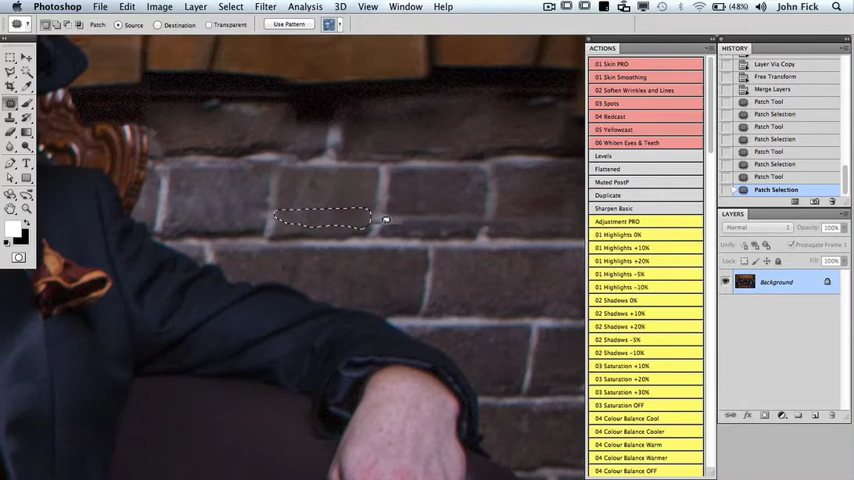 Photoshop File Edit Image Layer Select Filter Analysis 3D View Window Help (48%) John Fick
Patch: Source Destination Transparent Use Pattern
ACTIONS
01 Skin PRO
01 Skin Smoothing
02 Soften Wrinkles and Lines
03 Spots
04 Redcast
05 Yellowcast
06 Whiten Eyes & Teeth
Levels
Flattened
Muted PostP
Duplicate
Sharpen Basic
Adjustment PRO
01 Highlights 0%
01 Highlights +10%
01 Highlights +20%
01 Highlights -5%
01 Highlights -10%
02 Shadows 0%
02 Shadows +10%
02 Shadows +20%
02 Shadows -5%
02 Shadows -10%
03 Saturation +10%
03 Saturation +20%
03 Saturation +30%
03 Saturation OFF
04 Colour Balance Cool
04 Colour Balance Cooler
04 Colour Balance Warm
04 Colour Balance Warmer
04 Colour Balance OFF
HISTORY
Layer Via Copy
Free Transform
Merge Layers
Patch Tool
Patch Selection
Patch Tool
Patch Selection
Patch Tool
Patch Selection
Patch Tool
Patch Selection
LAYERS
Normal Opacity: 100%
Unify: Propagate Frame 1
Lock: Fill: 100%
Background